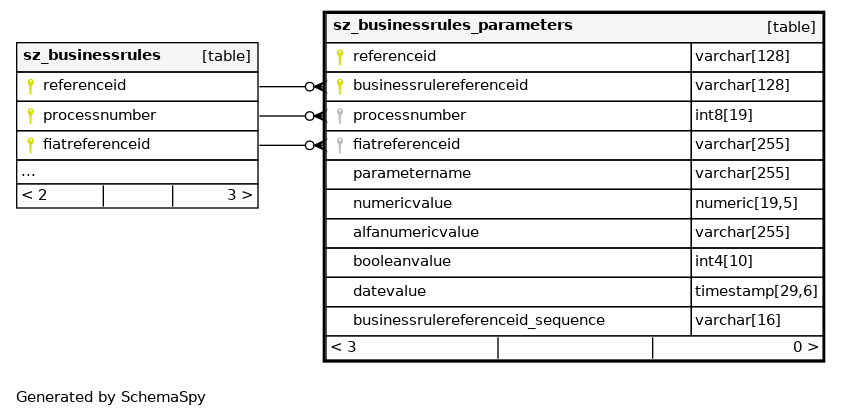 sz_businessrules [table]
referenceid
processnumber
fiatreferenceid
...
< 2 3 >
sz_businessrules_parameters [table]
referenceid varchar[128]
businessrulereferenceid varchar[128]
processnumber int8[19]
fiatreferenceid varchar[255]
parametername varchar[255]
numericvalue numeric[19,5]
alfanumericvalue varchar[255]
booleanvalue int4[10]
datevalue timestamp[29,6]
businessrulereferenceid_sequence varchar[16]
< 3 0 >
Generated by SchemaSpy